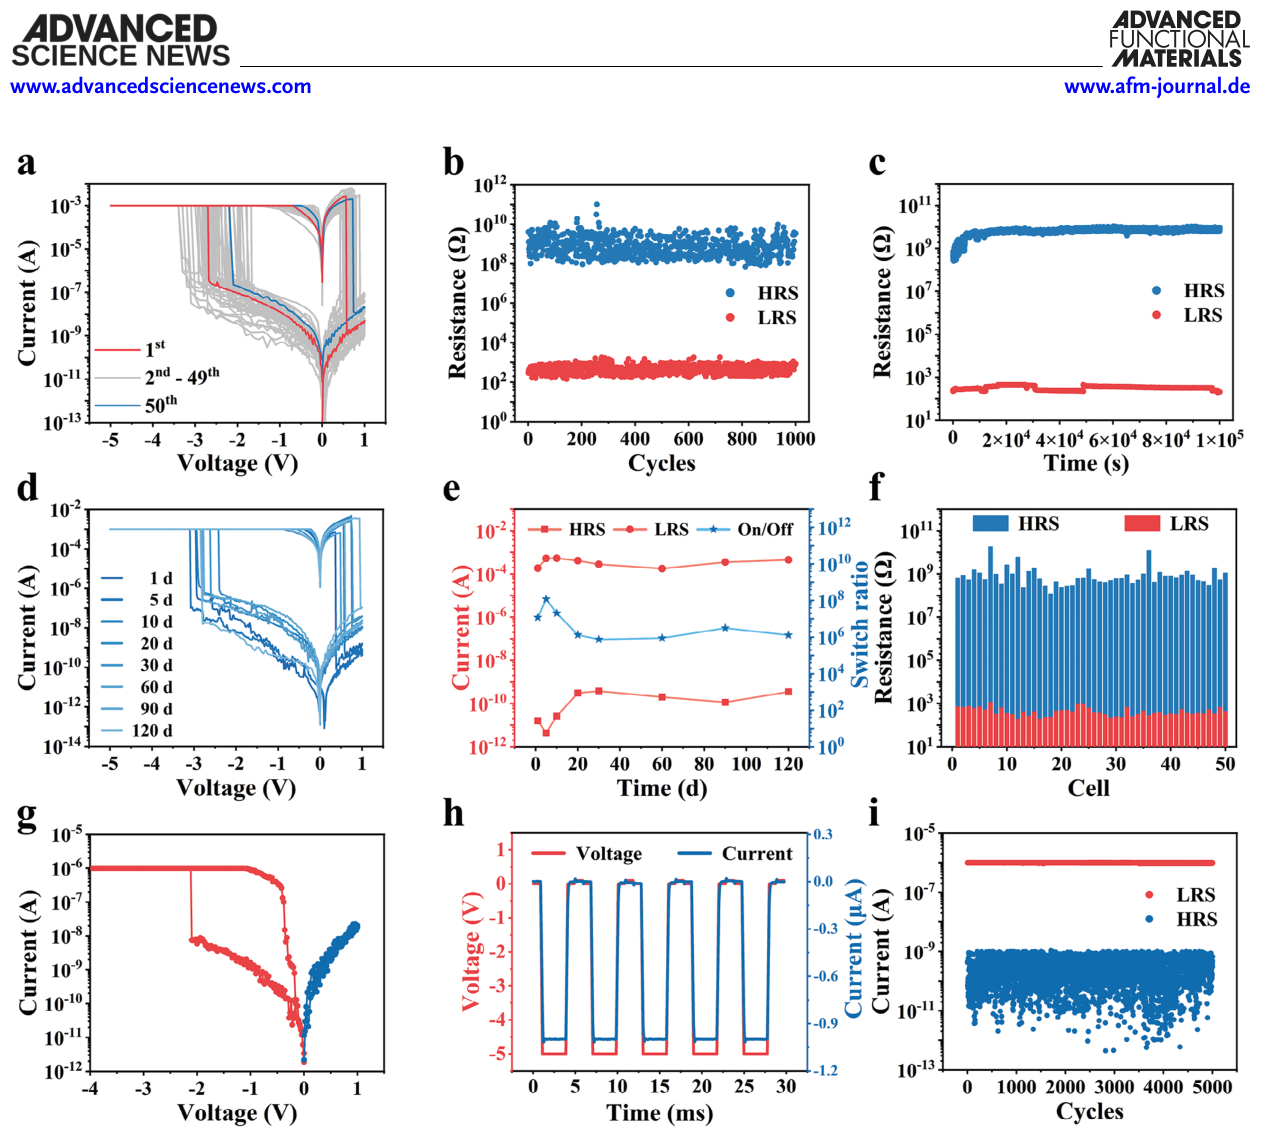 ADVANCED
SCIENCE NEWS
www.advancedsciencenews.com
ADVANCED
FUNCTIONAL
MATERIALS
www.afm-journal.de
a
Current (A)
10⁻³
10⁻⁵
10⁻⁷
10⁻⁹
10⁻¹¹
10⁻¹³
1st
2nd - 49th
50th
-5 -4 -3 -2 -1 0 1
Voltage (V)
b
Resistance (Ω)
10¹²
10¹⁰
10⁸
10⁶
10⁴
10²
10⁰
HRS
LRS
0 200 400 600 800 1000
Cycles
c
Resistance (Ω)
10¹¹
10⁹
10⁷
10⁵
10³
10¹
HRS
LRS
0 2×10⁴ 4×10⁴ 6×10⁴ 8×10⁴ 1×10⁵
Time (s)
d
Current (A)
10⁻²
10⁻⁴
10⁻⁶
10⁻⁸
10⁻¹⁰
10⁻¹²
10⁻¹⁴
1 d
5 d
10 d
20 d
30 d
60 d
90 d
120 d
-5 -4 -3 -2 -1 0 1
Voltage (V)
e
Current (A)
10⁻²
10⁻⁴
10⁻⁶
10⁻⁸
10⁻¹⁰
10⁻¹²
HRS LRS On/Off
10¹²
10¹⁰
10⁸
10⁶
10⁴
10²
10⁰
Switch ratio
0 20 40 60 80 100 120
Time (d)
f
Resistance (Ω)
10¹¹
10⁹
10⁷
10⁵
10³
10¹
HRS LRS
0 10 20 30 40 50
Cell
g
Current (A)
10⁻⁵
10⁻⁶
10⁻⁷
10⁻⁸
10⁻⁹
10⁻¹⁰
10⁻¹¹
10⁻¹²
-4 -3 -2 -1 0 1
Voltage (V)
h
Voltage (V)
1
0
-1
-2
-3
-4
-5
Voltage Current
0.3
0.0
-0.3
-0.6
-0.9
-1.2
Current (μA)
0 5 10 15 20 25 30
Time (ms)
i
Current (A)
10⁻⁵
10⁻⁷
10⁻⁹
10⁻¹¹
10⁻¹³
LRS
HRS
0 1000 2000 3000 4000 5000
Cycles